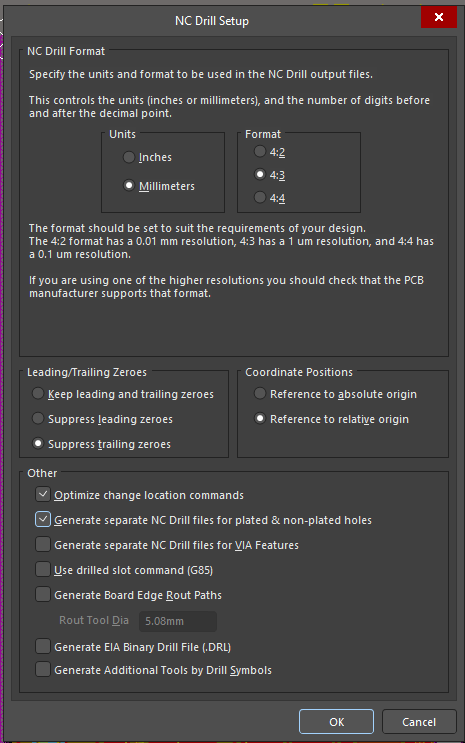 NC Drill Setup
NC Drill Format
Specify the units and format to be used in the NC Drill output files.
This controls the units (inches or millimeters), and the number of digits before
and after the decimal point.
Units
Inches
Millimeters
Format
4:2
4:3
4:4
The format should be set to suit the requirements of your design.
The 4:2 format has a 0.01 mm resolution, 4:3 has a 1 um resolution, and 4:4 has
a 0.1 um resolution.
If you are using one of the higher resolutions you should check that the PCB
manufacturer supports that format.
Leading/Trailing Zeroes
Keep leading and trailing zeroes
Suppress leading zeroes
Suppress trailing zeroes
Coordinate Positions
Reference to absolute origin
Reference to relative origin
Other
Optimize change location commands
Generate separate NC Drill files for plated & non-plated holes
Generate separate NC Drill files for VIA Features
Use drilled slot command (G85)
Generate Board Edge Rout Paths
Rout Tool Dia
5.08mm
Generate EIA Binary Drill File (.DRL)
Generate Additional Tools by Drill Symbols
OK
Cancel